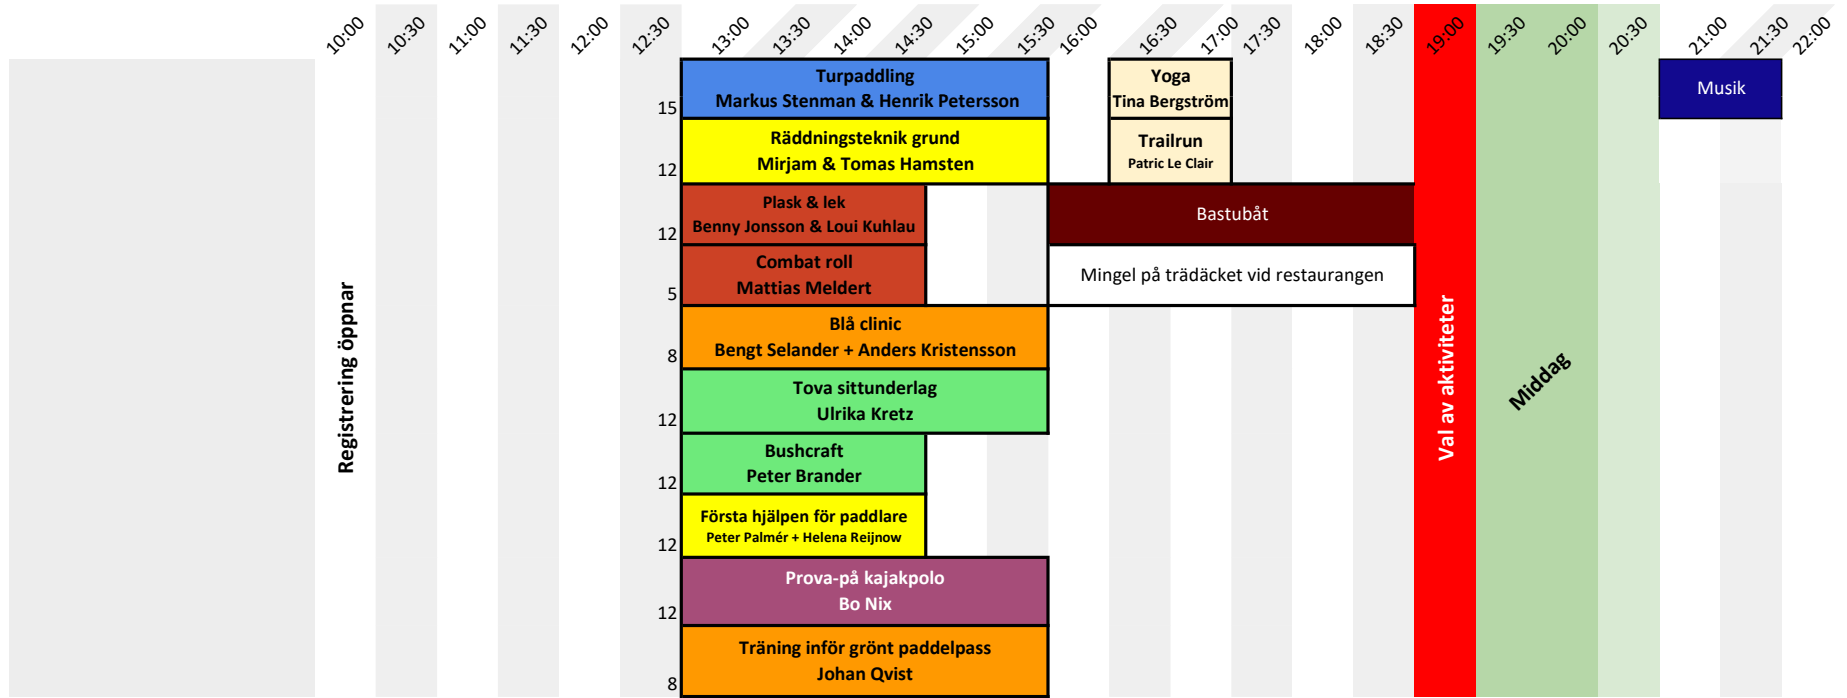 10:00 10:30 11:00 11:30 12:00 12:30 13:00 13:30 14:00 14:30 15:00 15:30 16:00 16:30 17:00 17:30 18:00 18:30 19:00 19:30 20:00 20:30 21:00 21:30 22:00
Turpaddling
Markus Stenman & Henrik Petersson
15
Yoga
Tina Bergström
Musik
Räddningsteknik grund
Mirjam & Tomas Hamsten
12
Trailrun
Patric Le Clair
Plask & lek
Benny Jonsson & Loui Kuhlau
12
Bastubåt
Combat roll
Mattias Meldert
5
Mingel på trädäcket vid restaurangen
Blå clinic
Bengt Selander + Anders Kristensson
8
Tova sittunderlag
Ulrika Kretz
12
Bushcraft
Peter Brander
12
Första hjälpen för paddlare
Peter Palmér + Helena Reijnow
12
Prova-på kajakpolo
Bo Nix
12
Träning inför grönt paddelpass
Johan Qvist
8
Registrering öppnar
Val av aktiviteter
Middag